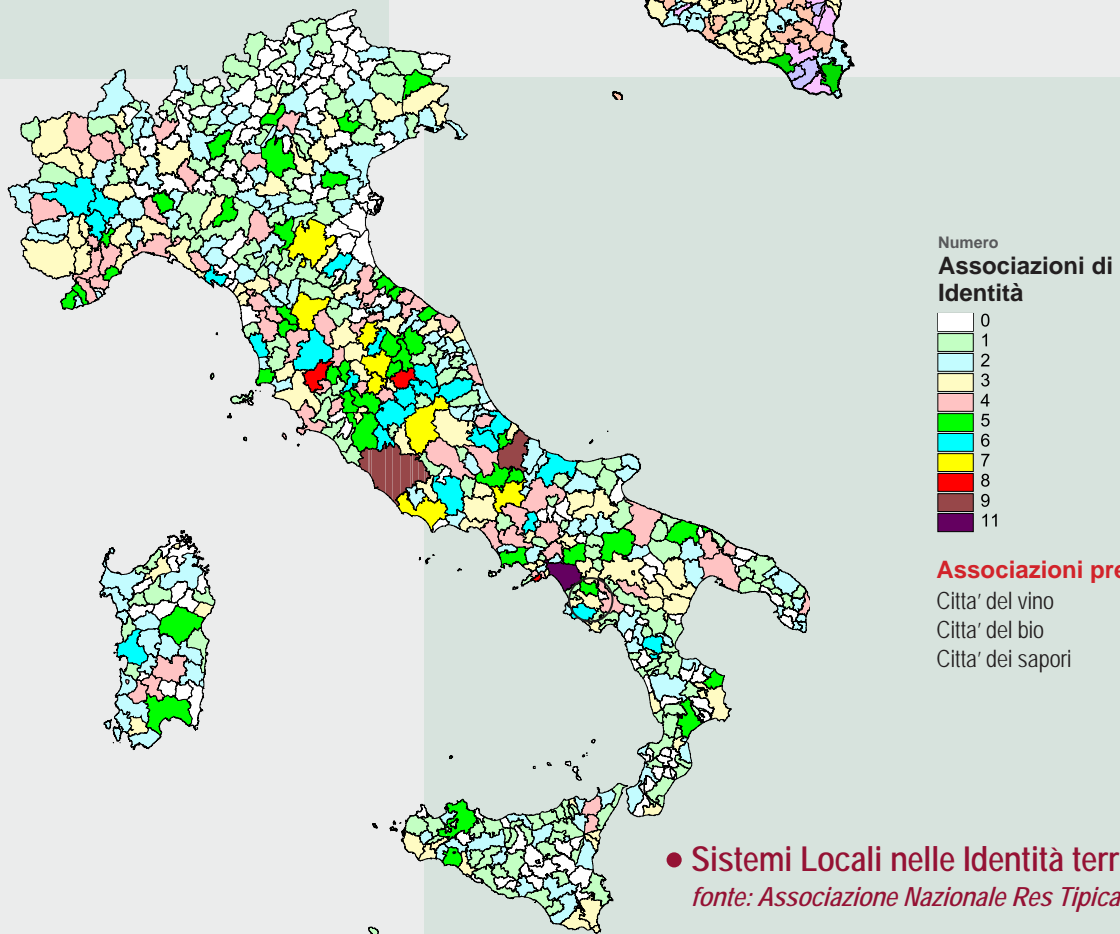 Numero
Associazioni di
Identità
0
1
2
3
4
5
6
7
8
9
11
Associazioni pre
Citta' del vino
Citta' del bio
Citta' dei sapori
• Sistemi Locali nelle Identità terr
fonte: Associazione Nazionale Res Tipica